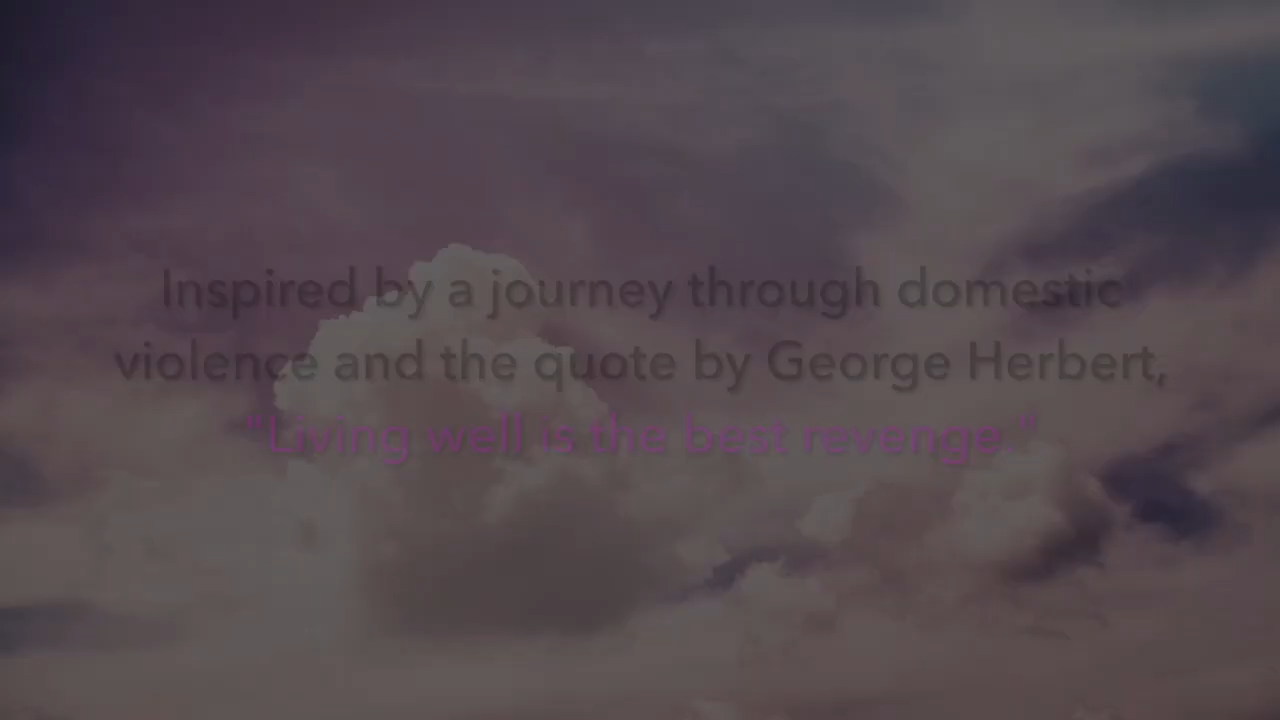 Inspired by a journey through domestic
violence and the quote by George Herbert,
"Living well is the best revenge."